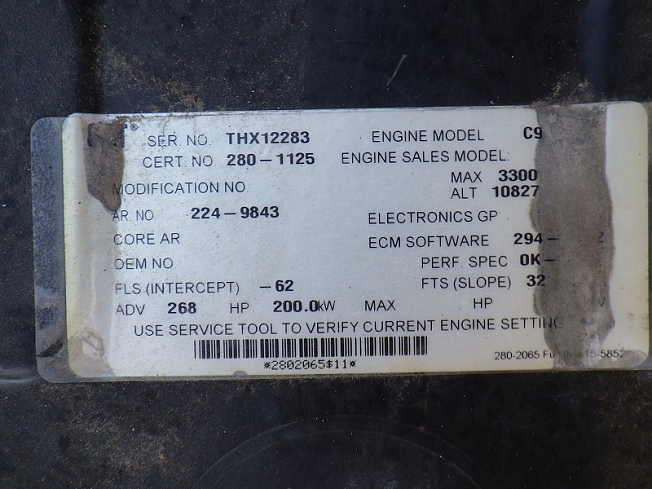 ® SER. NO. THX12283 ENGINE MODEL C9
CERT. NO 280-1125 ENGINE SALES MODEL:
MODIFICATION NO MAX 3300
ALT 10827
AR. NO. 224-9843 ELECTRONICS GP
CORE AR ECM SOFTWARE 294-
OEM NO PERF. SPEC 0K-
FLS (INTERCEPT) -62 FTS (SLOPE) 32
ADV 268 HP 200.0kW MAX HP
USE SERVICE TOOL TO VERIFY CURRENT ENGINE
280-2065
*2802065$11*